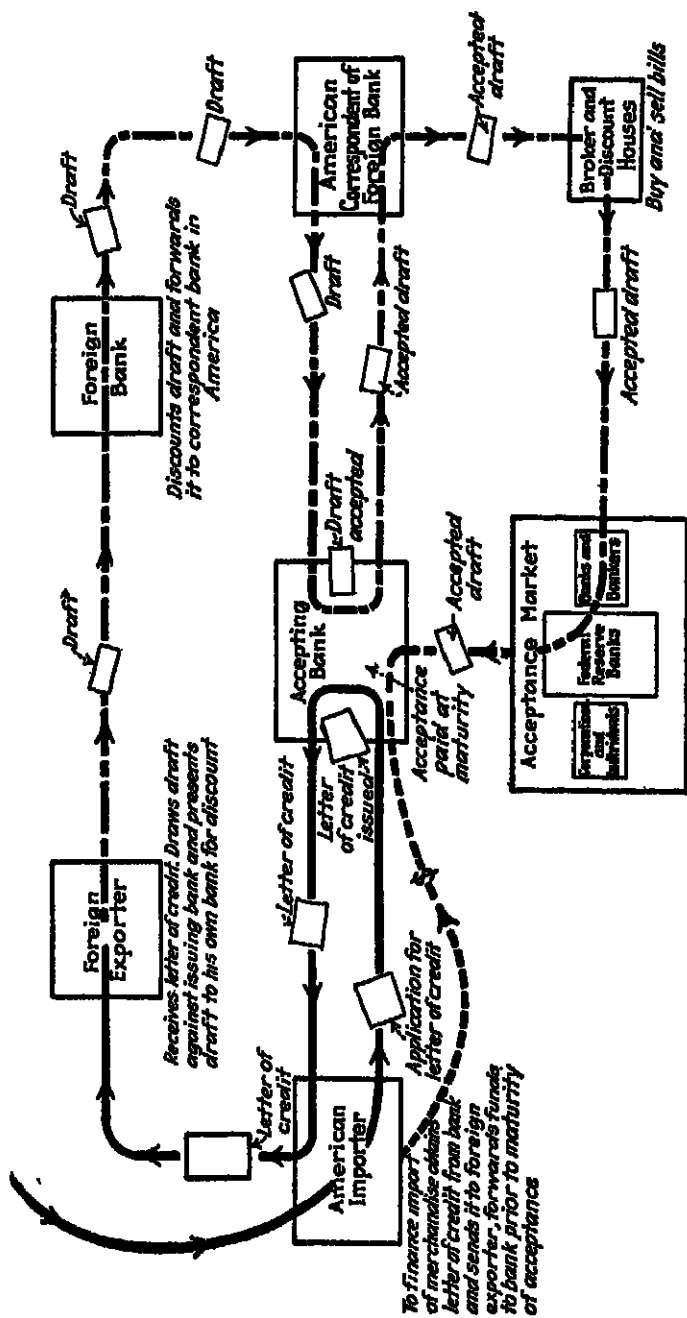 Draft
Draft
Draft
Foreign
Exporter
Receives letter of credit. Draws draft
against issuing bank and presents
draft to his own bank for discount
Foreign
Bank
Discounts draft and forwards
it to correspondent bank in
America
Letter of
credit
American
Importer
To finance import
of merchandise obtains
letter of credit from bank
and sends it to foreign
exporter, forwards funds
to bank prior to maturity
of acceptance
Letter of credit
Application for
letter of credit
Letter
of credit
issued
Accepting
Bank
Draft
accepted
Acceptance
paid at
maturity
Draft
Accepted draft
American
Correspondent of
Foreign Bank
Accepted
draft
Accepted
draft
Broker and
Discount
Houses
Buy and sell bills
Accepted draft
Acceptance Market
Corporations
and
Individuals
Federal
Reserve
Banks
Banks and
Bankers